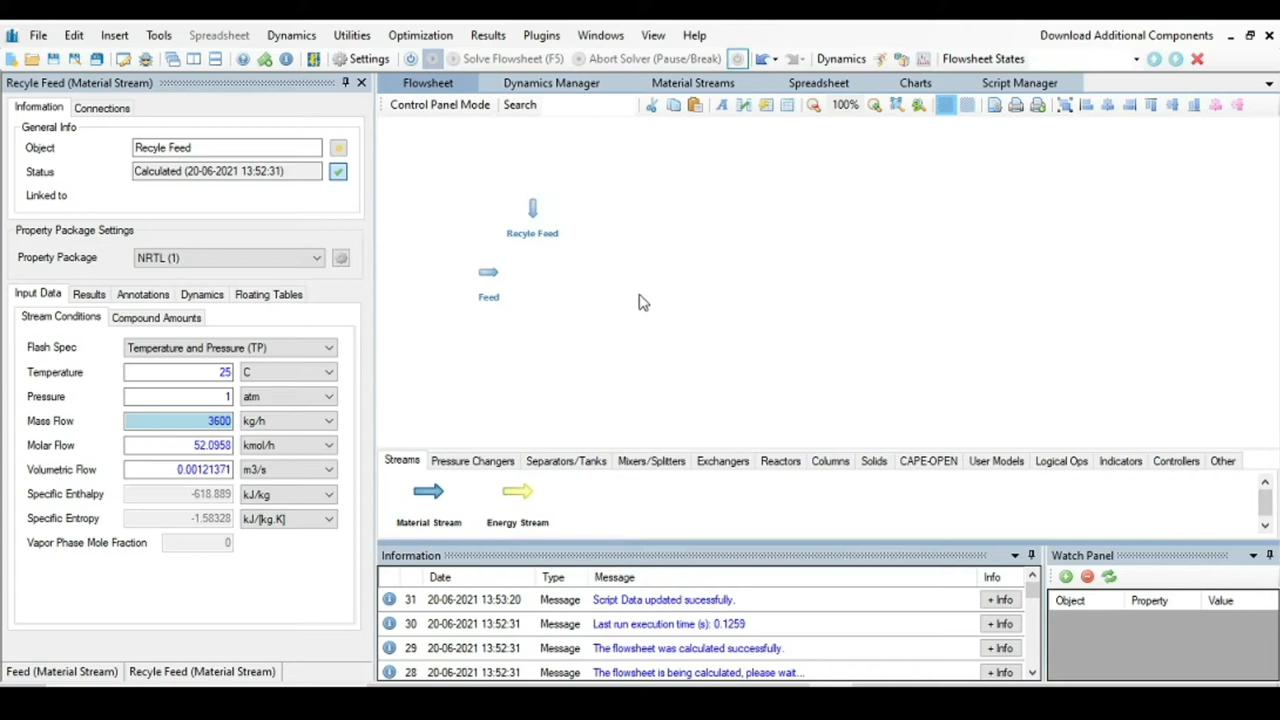 File Edit Insert Tools Spreadsheet Dynamics Utilities Optimization Results Plugins Windows View Help Download Additional Components
Settings Solve Flowsheet (F5) Abort Solver (Pause/Break) Dynamics Flowsheet States
Recyle Feed (Material Stream)
Information Connections
General Info
Object Recyle Feed
Status Calculated (20-06-2021 13:52:31)
Linked to
Property Package Settings
Property Package NRTL (1)
Input Data Results Annotations Dynamics Floating Tables
Stream Conditions Compound Amounts
Flash Spec Temperature and Pressure (TP)
Temperature 25 C
Pressure 1 atm
Mass Flow 3600 kg/h
Molar Flow 52.0958 kmol/h
Volumetric Flow 0.00121371 m3/s
Specific Enthalpy -618.889 kJ/kg
Specific Entropy -1.58328 kJ/[kg.K]
Vapor Phase Mole Fraction 0
Feed (Material Stream) Recyle Feed (Material Stream)
Flowsheet Dynamics Manager Material Streams Spreadsheet Charts Script Manager
Control Panel Mode Search 100%
Recyle Feed
Feed
Streams Pressure Changers Separators/Tanks Mixers/Splitters Exchangers Reactors Columns Solids CAPE-OPEN User Models Logical Ops Indicators Controllers Other
Material Stream Energy Stream
Information
Date Type Message Info
31 20-06-2021 13:53:20 Message Script Data updated sucessfully. + Info
30 20-06-2021 13:52:31 Message Last run execution time (s): 0.1259 + Info
29 20-06-2021 13:52:31 Message The flowsheet was calculated successfully. + Info
28 20-06-2021 13:52:31 Message The flowsheet is being calculated, please wait... + Info
Watch Panel
Object Property Value